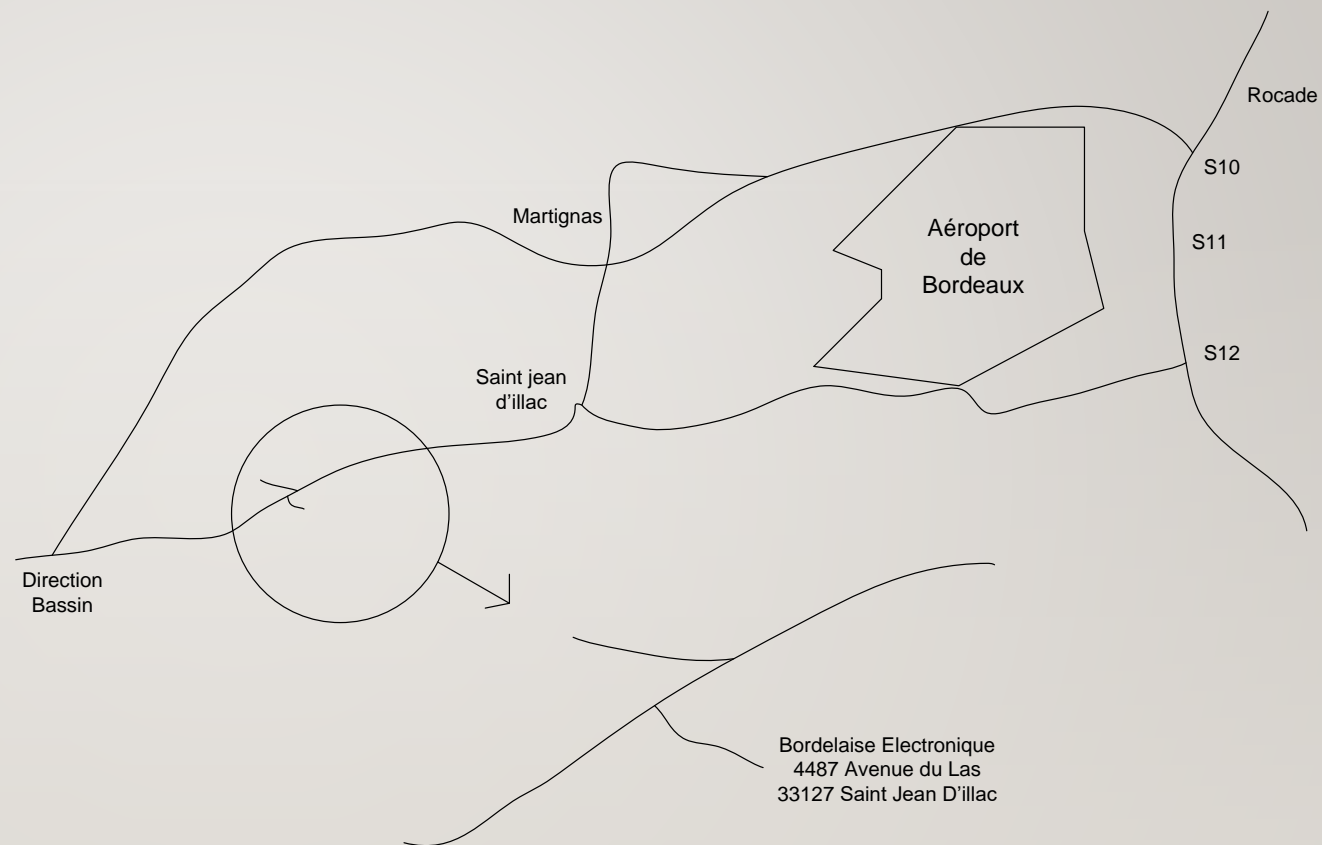 Rocade
S10
Martignas
Aéroport
de
Bordeaux
S11
S12
Saint jean
d'illac
Direction
Bassin
Bordelaise Electronique
4487 Avenue du Las
33127 Saint Jean D'illac